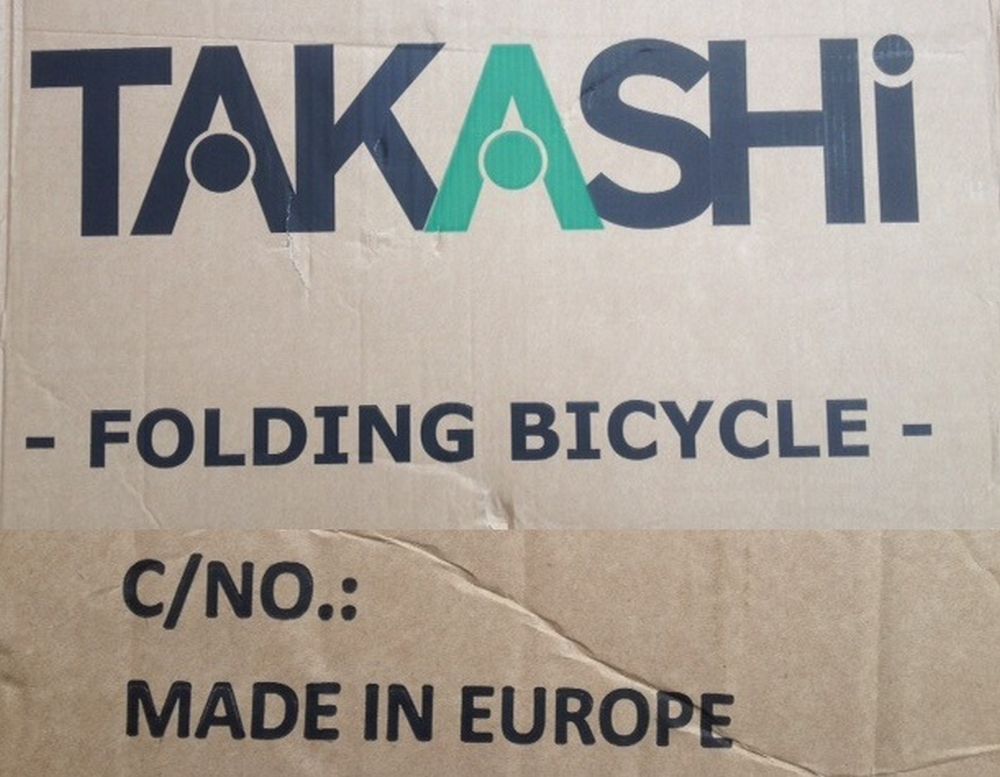 TAKASHi
- FOLDING BICYCLE -
C/NO.:
MADE IN EUROPE